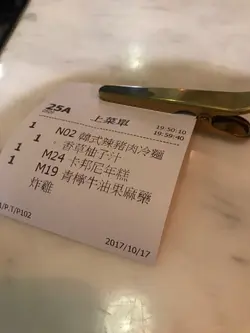 25A
上菜單
19:50:10
19:59:40
1 N02 韓式辣豬肉冷麵
1 . 香草柚子汁
1 M24 卡邦尼年糕
1 M19 青檸牛油果麻藥
炸雞
2017/10/17
A/P.T/P102